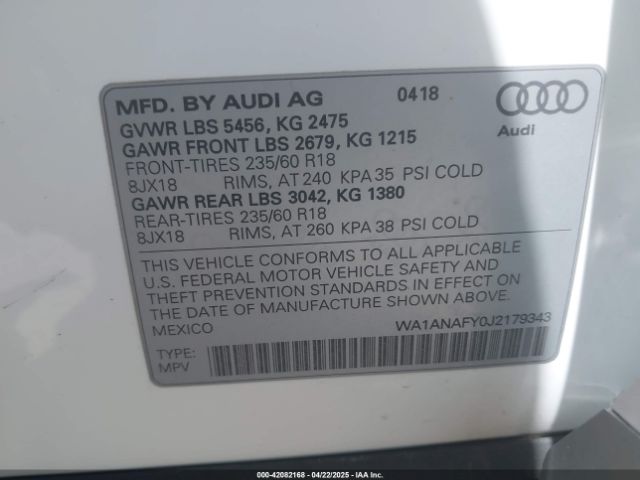 MFD. BY AUDI AG 0418
Audi
GVWR LBS 5456, KG 2475
GAWR FRONT LBS 2679, KG 1215
FRONT-TIRES 235/60 R18
8JX18 RIMS, AT 240 KPA 35 PSI COLD
GAWR REAR LBS 3042, KG 1380
REAR-TIRES 235/60 R18
8JX18 RIMS, AT 260 KPA 38 PSI COLD
THIS VEHICLE CONFORMS TO ALL APPLICABLE
U.S. FEDERAL MOTOR VEHICLE SAFETY AND
THEFT PREVENTION STANDARDS IN EFFECT ON
THE DATE OF MANUFACTURE SHOWN ABOVE.
MEXICO WA1ANAFY0J2179343
TYPE:
MPV
000-42082168 - 04/22/2025 - IAA Inc.